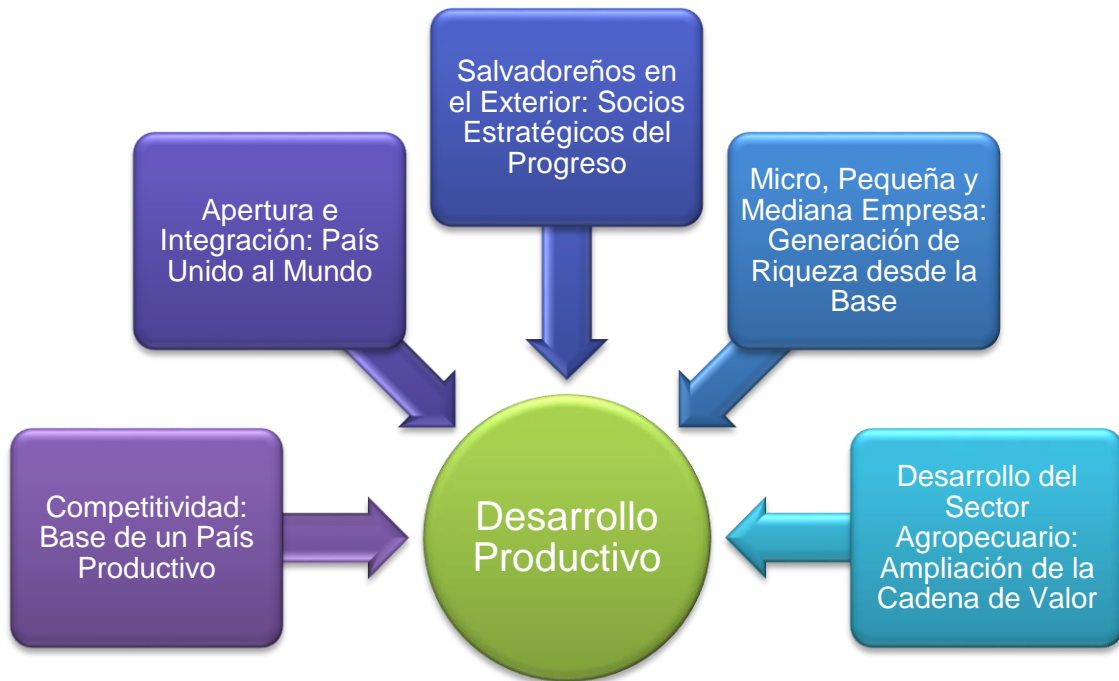 Salvadoreños en
el Exterior: Socios
Estratégicos del
Progreso
Apertura e
Integración: País
Unido al Mundo
Micro, Pequeña y
Mediana Empresa:
Generación de
Riqueza desde la
Base
Competitividad:
Base de un País
Productivo
Desarrollo
Productivo
Desarrollo del
Sector
Agropecuario:
Ampliación de la
Cadena de Valor